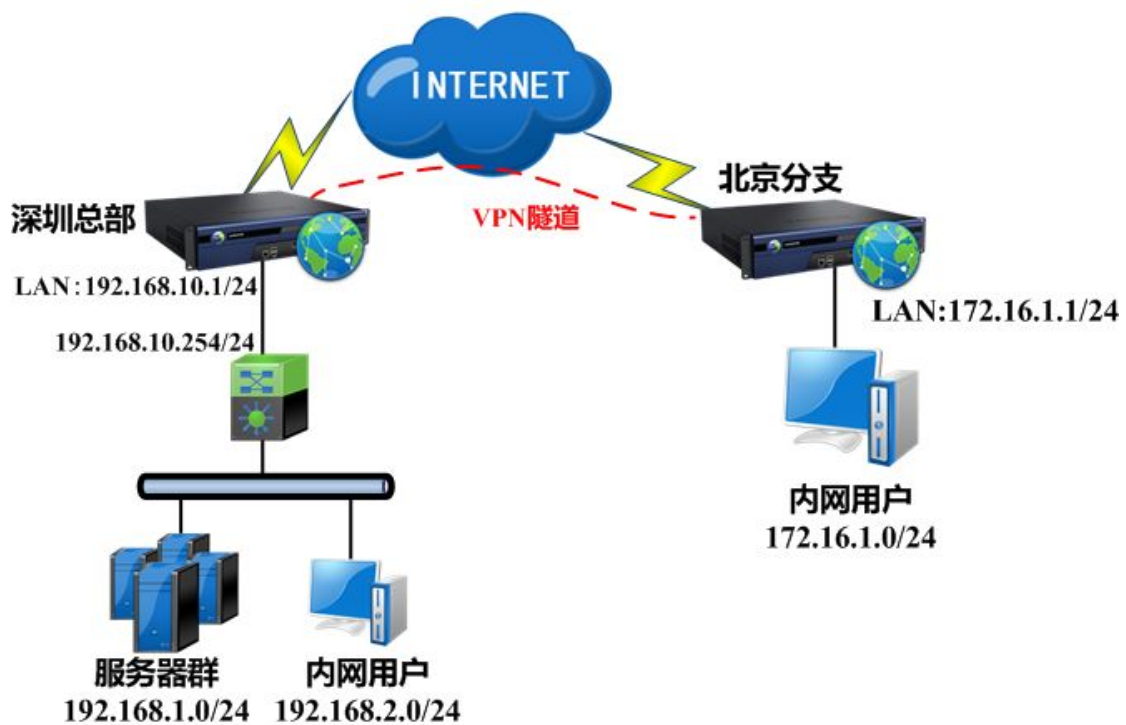 INTERNET
北京分支
深圳总部
VPN隧道
LAN:192.168.10.1/24
LAN:172.16.1.1/24
192.168.10.254/24
内网用户
172.16.1.0/24
服务器群
192.168.1.0/24
内网用户
192.168.2.0/24